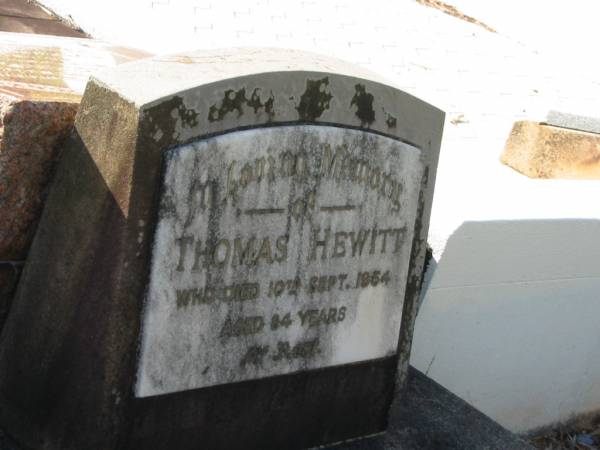 In Loving Memory
of
THOMAS HEWITT
WHO DIED 10TH SEPT. 1954
AGED 84 YEARS
At Rest